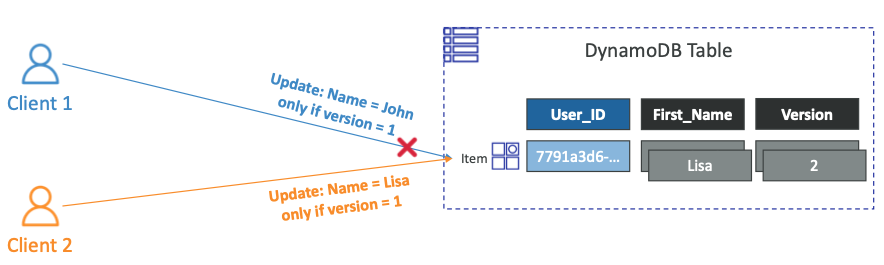 DynamoDB Table
Client 1
Update: Name = John
only if version = 1
User_ID
First_Name
Version
Item
7791a3d6-...
Lisa
2
Update: Name = Lisa
only if version = 1
Client 2